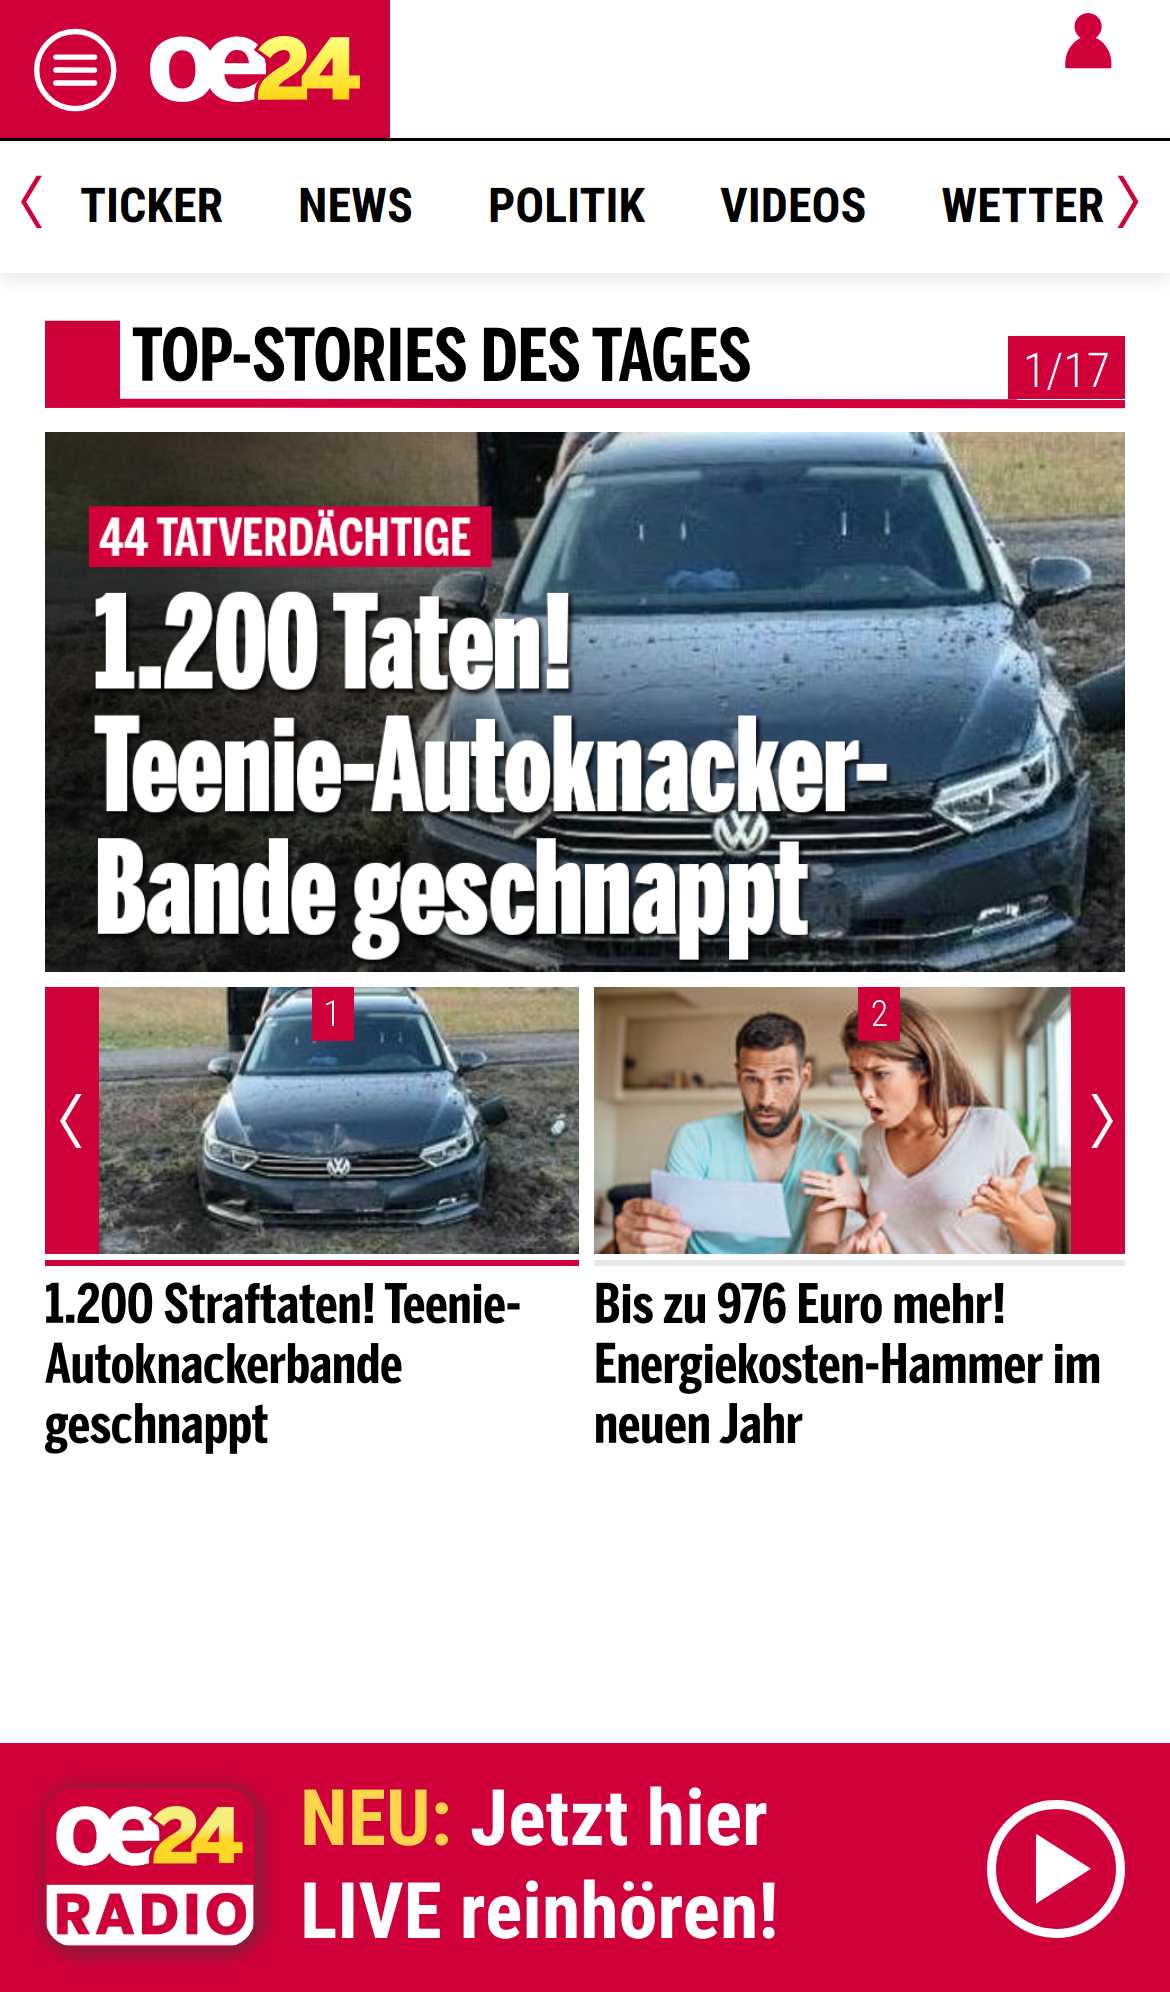 oe24
TICKER NEWS POLITIK VIDEOS WETTER
TOP-STORIES DES TAGES
1/17
44 TATVERDÄCHTIGE
1.200 Taten!
Teenie-Autoknacker-
Bande geschnappt
1
2
1.200 Straftaten! Teenie-
Autoknackerbande
geschnappt
Bis zu 976 Euro mehr!
Energiekosten-Hammer im
neuen Jahr
oe24
RADIO
NEU: Jetzt hier
LIVE reinhören!